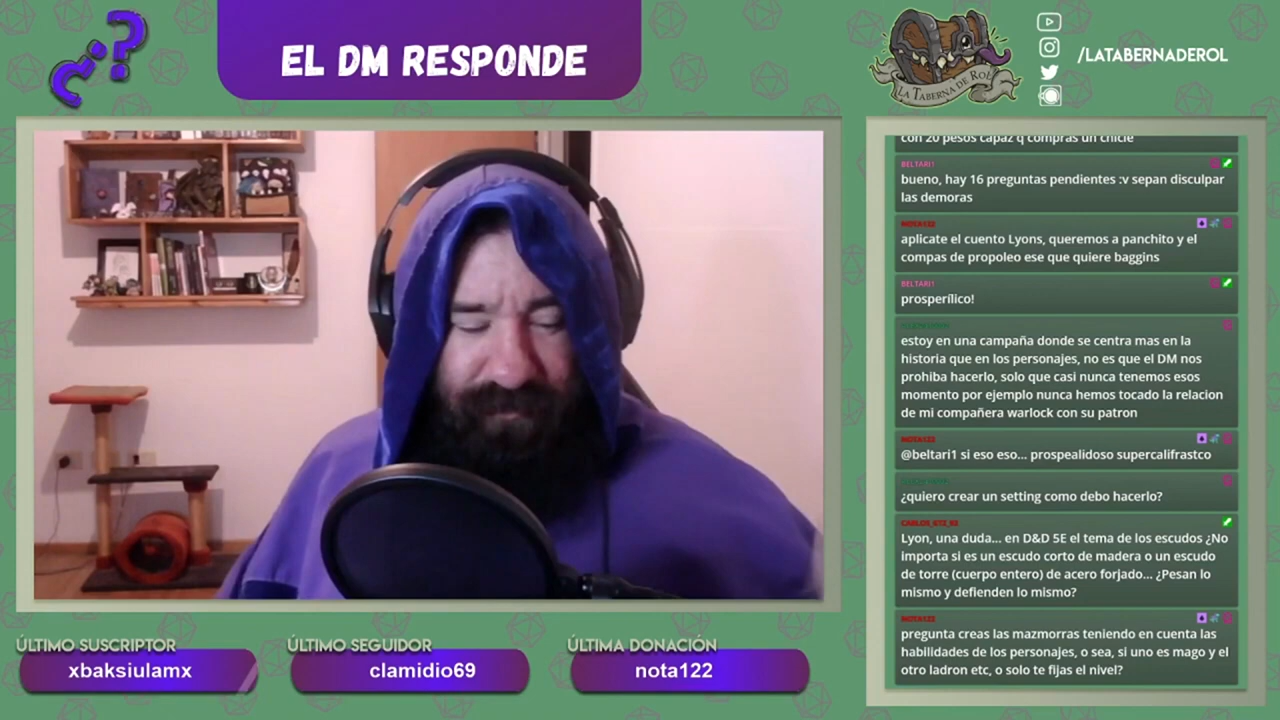 ¿?
EL DM RESPONDE
LA TABERNA DE ROL
/LATABERNADEROL
con 20 pesos capaz q compras un chicle
BELTARI1
bueno, hay 16 preguntas pendientes :v sepan disculpar
las demoras
NOTA122
aplicate el cuento Lyons, queremos a panchito y el
compas de propoleo ese que quiere baggins
BELTARI1
prosperílico!
estoy en una campaña donde se centra mas en la
historia que en los personajes, no es que el DM nos
prohiba hacerlo, solo que casi nunca tenemos esos
momento por ejemplo nunca hemos tocado la relacion
de mi compañera warlock con su patron
NOTA122
@beltari1 si eso eso... prospealidoso supercalifrastco
¿quiero crear un setting como debo hacerlo?
Lyon, una duda... en D&D 5E el tema de los escudos ¿No
importa si es un escudo corto de madera o un escudo
de torre (cuerpo entero) de acero forjado... ¿Pesan lo
mismo y defienden lo mismo?
NOTA122
pregunta creas las mazmorras teniendo en cuenta las
habilidades de los personajes, o sea, si uno es mago y el
otro ladron etc, o solo te fijas el nivel?
ÚLTIMO SUSCRIPTOR
xbaksiulamx
ÚLTIMO SEGUIDOR
clamidio69
ÚLTIMA DONACIÓN
nota122